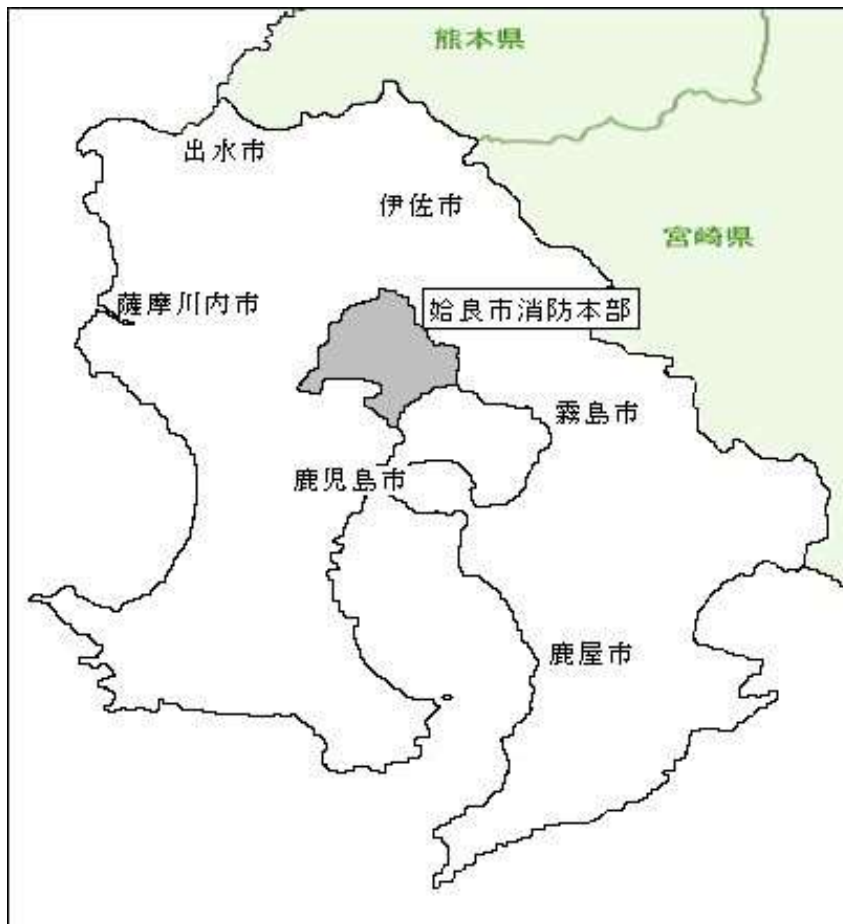 熊本県
出水市
伊佐市
宮崎県
薩摩川内市
姶良市消防本部
霧島市
鹿児島市
鹿屋市